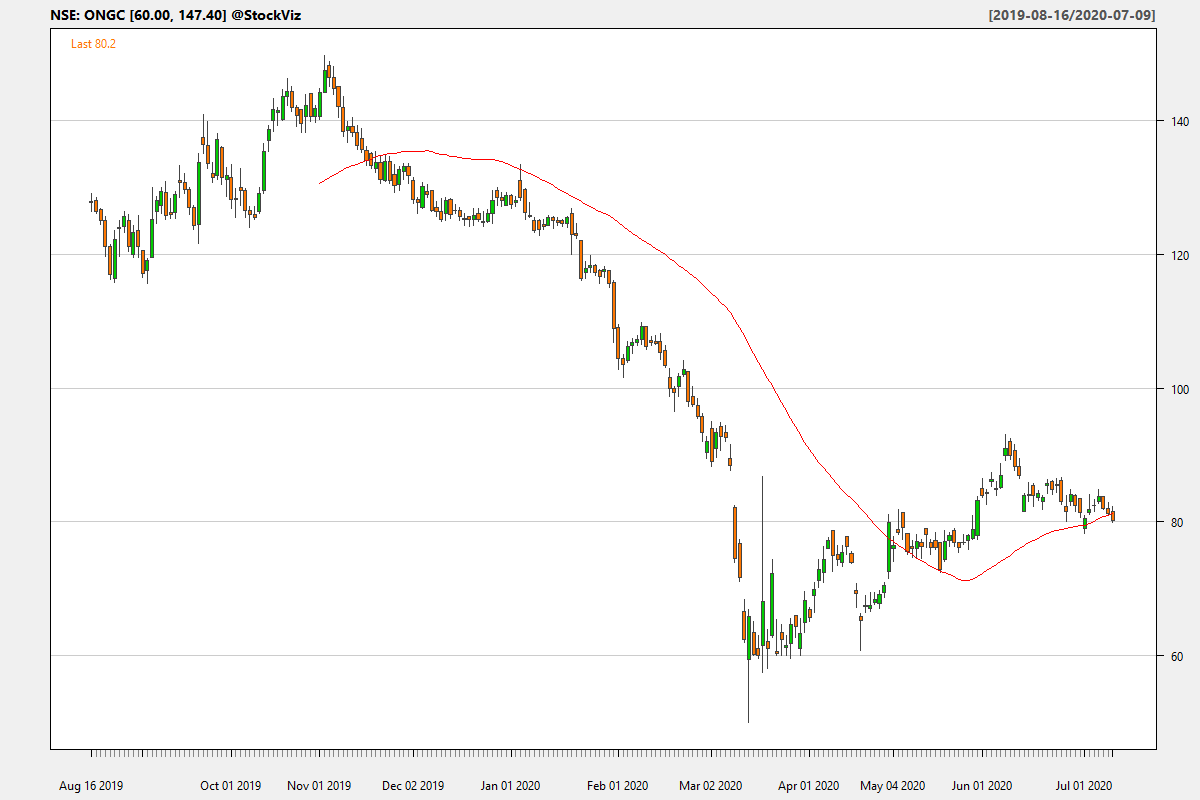 NSE: ONGC [60.00, 147.40] @StockViz [2019-08-16/2020-07-09]
Last 80.2
140
120
100
80
60
Aug 16 2019 Oct 01 2019 Nov 01 2019 Dec 02 2019 Jan 01 2020 Feb 01 2020 Mar 02 2020 Apr 01 2020 May 04 2020 Jun 01 2020 Jul 01 2020